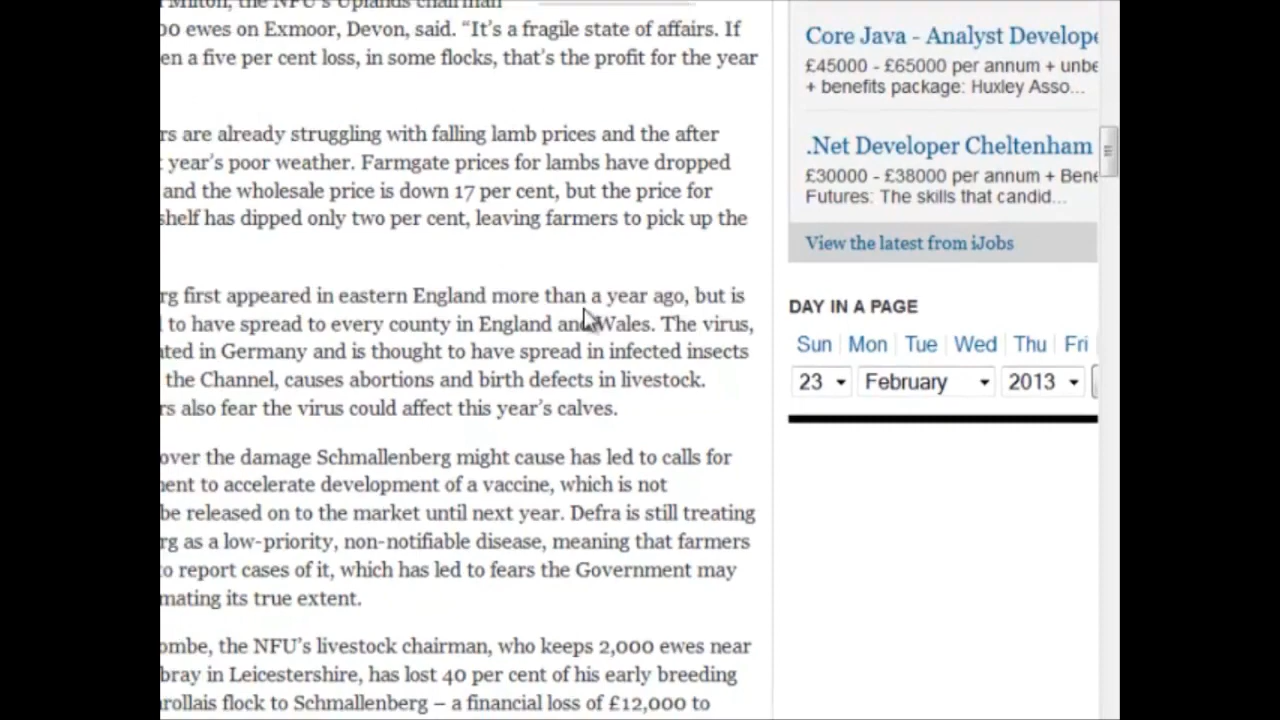 Milton, the NFU's Uplands chairman
00 ewes on Exmoor, Devon, said. “It's a fragile state of affairs. If
en a five per cent loss, in some flocks, that's the profit for the year
rs are already struggling with falling lamb prices and the after
year's poor weather. Farmgate prices for lambs have dropped
and the wholesale price is down 17 per cent, but the price for
shelf has dipped only two per cent, leaving farmers to pick up the
rg first appeared in eastern England more than a year ago, but is
to have spread to every county in England and Wales. The virus,
ated in Germany and is thought to have spread in infected insects
the Channel, causes abortions and birth defects in livestock.
rs also fear the virus could affect this year's calves.
over the damage Schmallenberg might cause has led to calls for
ment to accelerate development of a vaccine, which is not
be released on to the market until next year. Defra is still treating
rg as a low-priority, non-notifiable disease, meaning that farmers
to report cases of it, which has led to fears the Government may
mating its true extent.
ombe, the NFU's livestock chairman, who keeps 2,000 ewes near
bray in Leicestershire, has lost 40 per cent of his early breeding
arollais flock to Schmallenberg – a financial loss of £12,000 to
Core Java - Analyst Develope
£45000 - £65000 per annum + unbe
+ benefits package: Huxley Asso...
.Net Developer Cheltenham
£30000 - £38000 per annum + Bene
Futures: The skills that candid...
View the latest from iJobs
DAY IN A PAGE
Sun Mon Tue Wed Thu Fri
23 February 2013